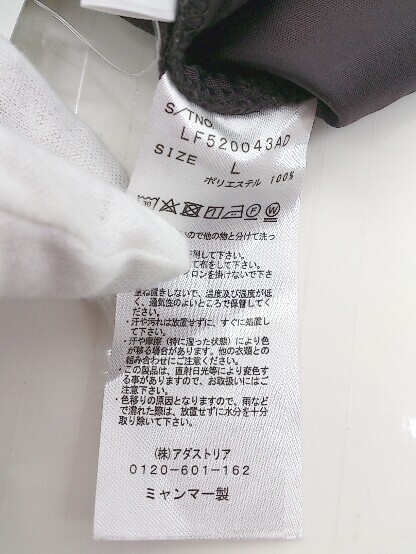 S/TNO.
LF520043AD
SIZE L
ポリエステル 100%
30
F W
ので他の物と分けて洗っ
用して下さい。
て布をして下さい。
イロンを掛けないで下さ
重ね置きしないで、温度及び湿度が低
く、通気性のよいところで保管してく
ださい。
・汗や汚れは放置せずに、すぐに処置し
て下さい。
・汗や摩擦（特に湿った状態）により色
が移る場合があります。他の衣類との
組み合わせにご注意下さい。
・この製品は、直射日光等により変色す
る事がありますので、お取扱いにはご
注意下さい。
・色移りの原因となりますので、雨など
で濡れた際は、放置せずに水分を十分
取り除いて下さい。
(株)アダストリア
0120-601-162
ミャンマー製